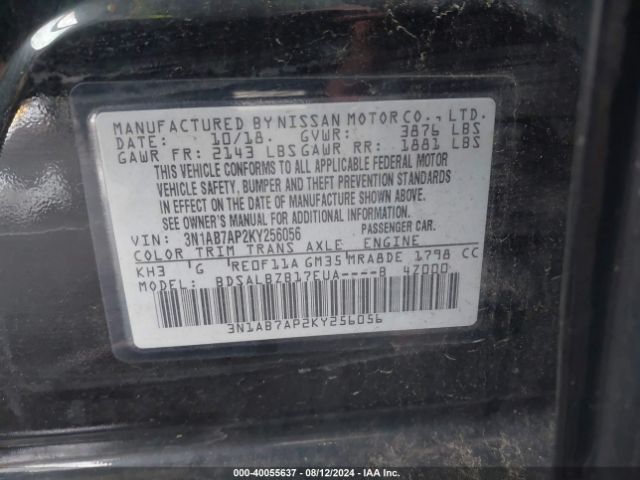 MANUFACTURED BY NISSAN MOTOR CO., LTD.
DATE: 10/18. GVWR: 3876 LBS
GAWR FR: 2143 LBS GAWR RR: 1881 LBS
THIS VEHICLE CONFORMS TO ALL APPLICABLE FEDERAL MOTOR
VEHICLE SAFETY, BUMPER AND THEFT PREVENTION STANDARDS
IN EFFECT ON THE DATE OF MANUFACTURE SHOWN ABOVE.
SEE OWNER'S MANUAL FOR ADDITIONAL INFORMATION.
VIN: 3N1AB7AP2KY256056 PASSENGER CAR.
COLOR TRIM TRANS AXLE ENGINE
KH3 G RE0F11A GM35 MRA8DE 1798 CC
MODEL: BDSALBZB17EUA----B 47000
3N1AB7AP2KY256056
000-40055637 - 08/12/2024 - IAA Inc.